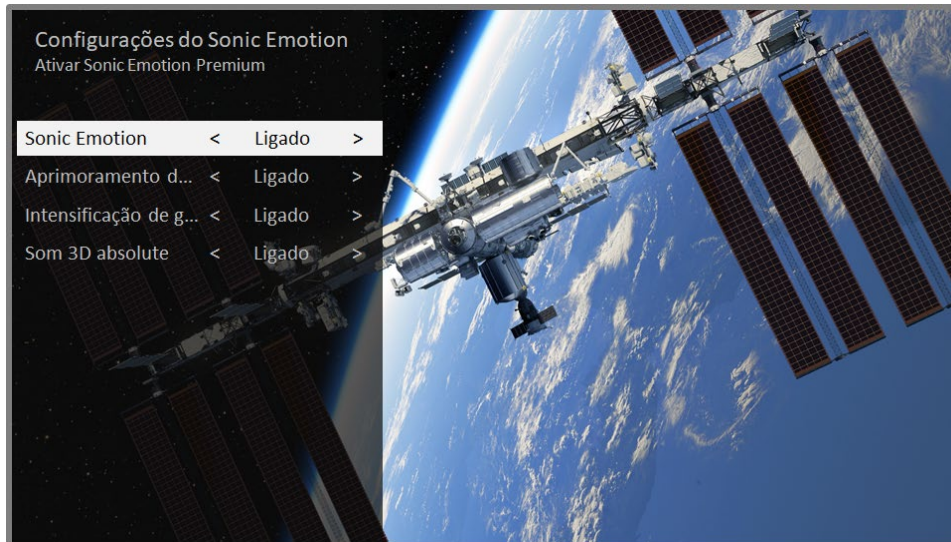 Configurações do Sonic Emotion
Ativar Sonic Emotion Premium
Sonic Emotion < Ligado >
Aprimoramento d... < Ligado >
Intensificação de g... < Ligado >
Som 3D absolute < Ligado >